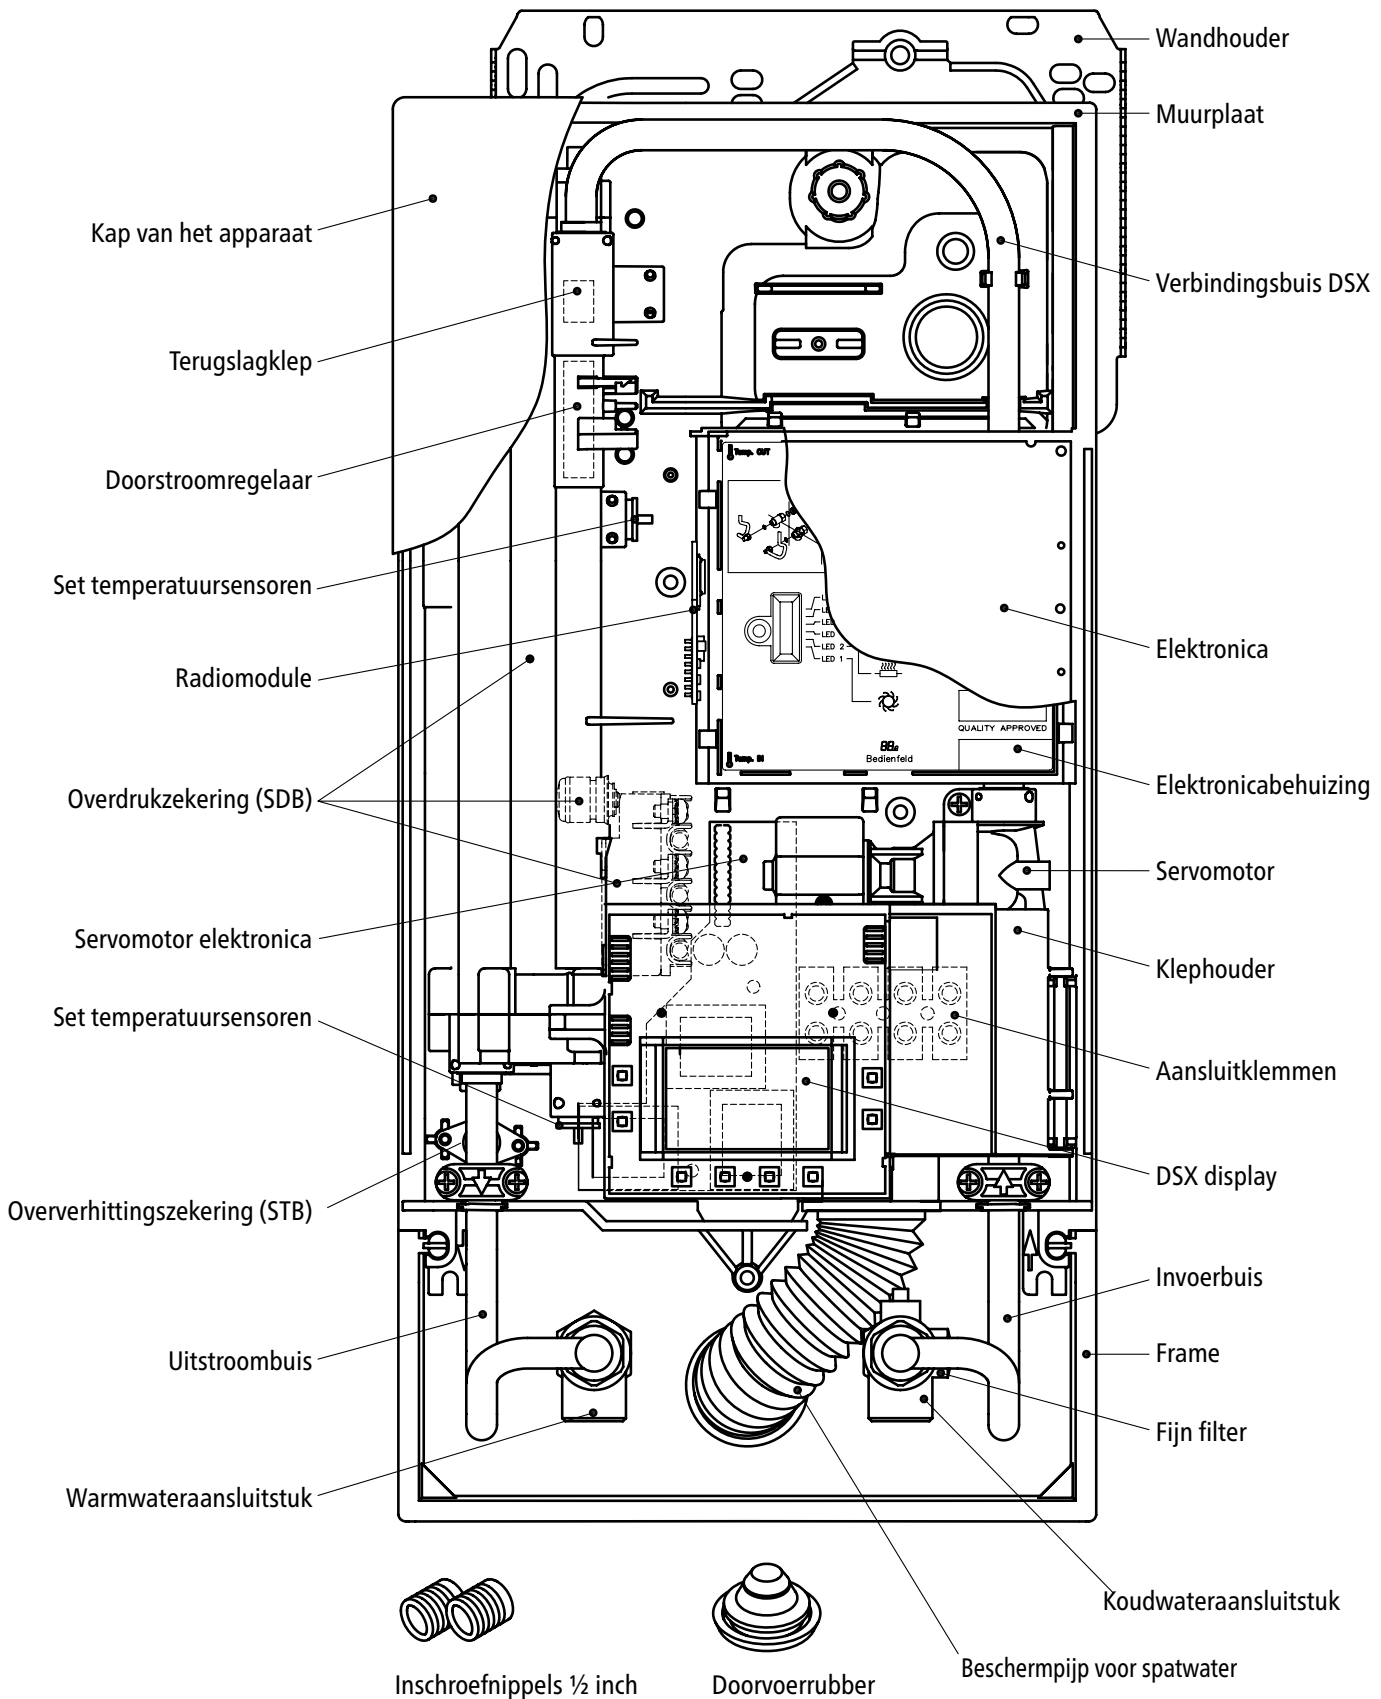 Wandhouder
Muurplaat
Kap van het apparaat
Verbindingsbuis DSX
Terugslagklep
Doorstroomregelaar
Temp. OUT
Set temperatuursensoren
LED
LED
LED 2
LED 1
Elektronica
Radiomodule
QUALITY APPROVED
Bedienfeld
Temp. IN
Elektronicabehuizing
Overdrukzekering (SDB)
Servomotor
Servomotor elektronica
Klephouder
Set temperatuursensoren
Aansluitklemmen
DSX display
Oververhittingszekering (STB)
Invoerbuis
Uitstroombuis
Frame
Fijn filter
Warmwateraansluitstuk
Koudwateraansluitstuk
Beschermpijp voor spatwater
Inschroefnippels ½ inch
Doorvoerrubber